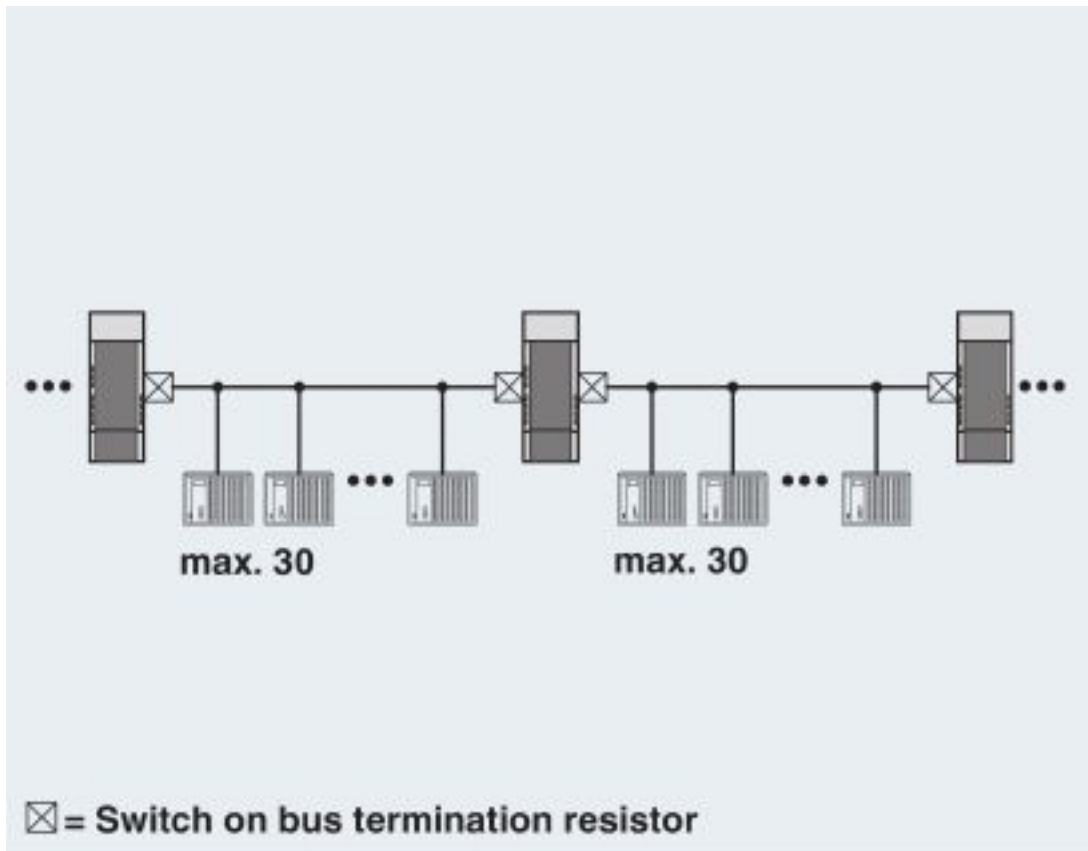 max. 30
max. 30
☒ = Switch on bus termination resistor